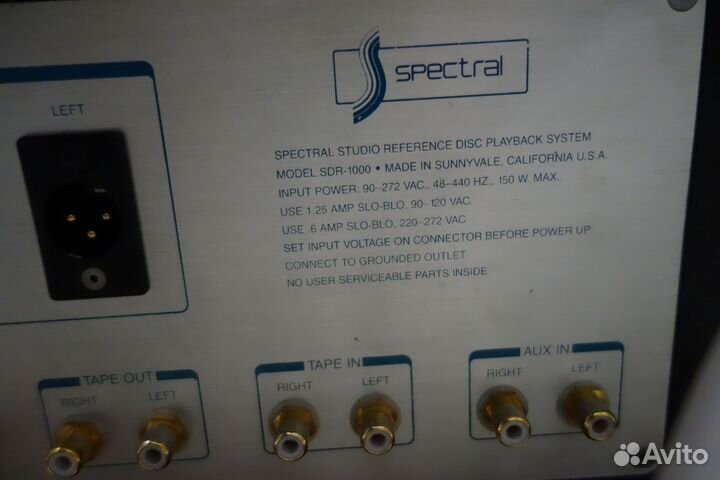 spectral
LEFT
SPECTRAL STUDIO REFERENCE DISC PLAYBACK SYSTEM
MODEL SDR-1000 • MADE IN SUNNYVALE, CALIFORNIA U.S.A.
INPUT POWER: 90-272 VAC., 48-440 HZ., 150 W. MAX.
USE 1.25 AMP SLO-BLO, 90-120 VAC.
USE .6 AMP SLO-BLO, 220-272 VAC
SET INPUT VOLTAGE ON CONNECTOR BEFORE POWER UP
CONNECT TO GROUNDED OUTLET
NO USER SERVICEABLE PARTS INSIDE
TAPE OUT TAPE IN AUX IN
RIGHT LEFT RIGHT LEFT RIGHT LEFT
Avito